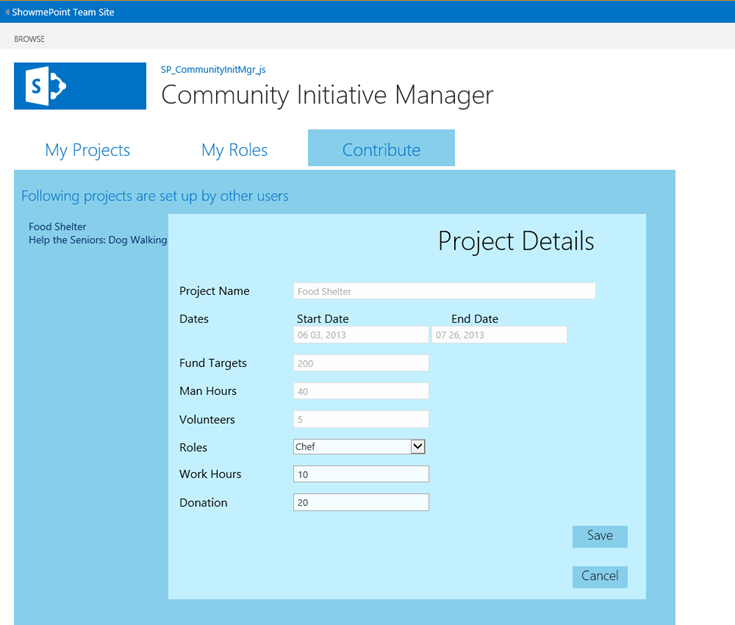 ShowmePoint Team Site
BROWSE
S
SP_CommunityInitMgr_js
Community Initiative Manager
My Projects My Roles Contribute
Following projects are set up by other users
Food Shelter
Help the Seniors: Dog Walking
Project Details
Project Name Food Shelter
Dates Start Date End Date
06 03, 2013 07 26, 2013
Fund Targets 200
Man Hours 40
Volunteers 5
Roles Chef
Work Hours 10
Donation 20
Save
Cancel